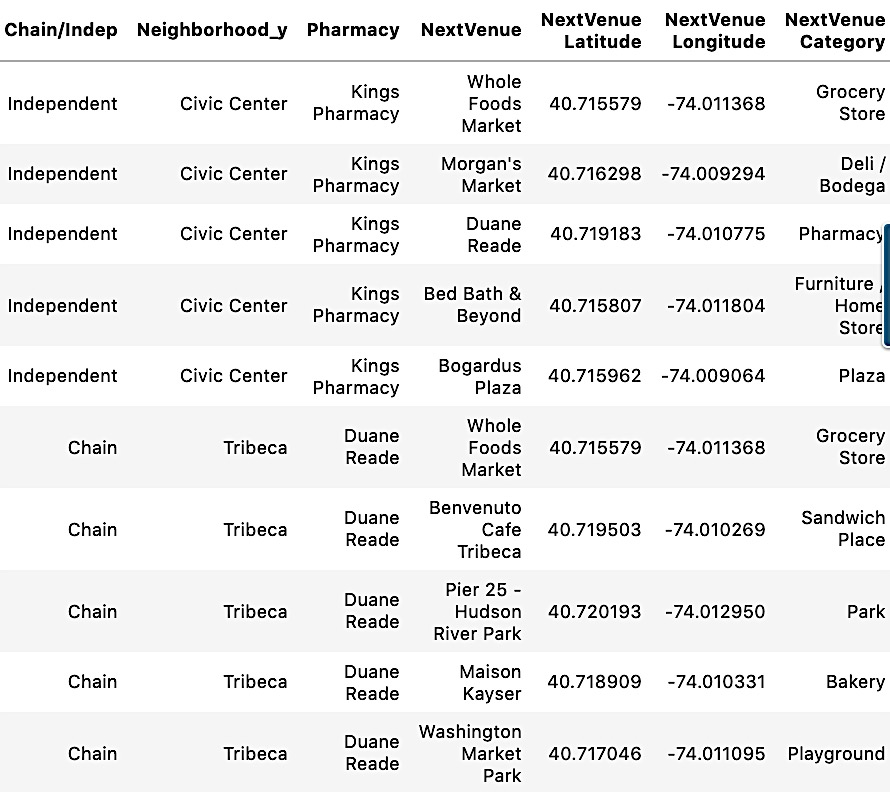 Chain/Indep Neighborhood_y Pharmacy NextVenue NextVenue Latitude NextVenue Longitude NextVenue Category
Independent Civic Center Kings Pharmacy Whole Foods Market 40.715579 -74.011368 Grocery Store
Independent Civic Center Kings Pharmacy Morgan's Market 40.716298 -74.009294 Deli / Bodega
Independent Civic Center Kings Pharmacy Duane Reade 40.719183 -74.010775 Pharmacy
Independent Civic Center Kings Pharmacy Bed Bath & Beyond 40.715807 -74.011804 Furniture / Home Store
Independent Civic Center Kings Pharmacy Bogardus Plaza 40.715962 -74.009064 Plaza
Chain Tribeca Duane Reade Whole Foods Market 40.715579 -74.011368 Grocery Store
Chain Tribeca Duane Reade Benvenuto Cafe Tribeca 40.719503 -74.010269 Sandwich Place
Chain Tribeca Duane Reade Pier 25 - Hudson River Park 40.720193 -74.012950 Park
Chain Tribeca Duane Reade Maison Kayser 40.718909 -74.010331 Bakery
Chain Tribeca Duane Reade Washington Market Park 40.717046 -74.011095 Playground